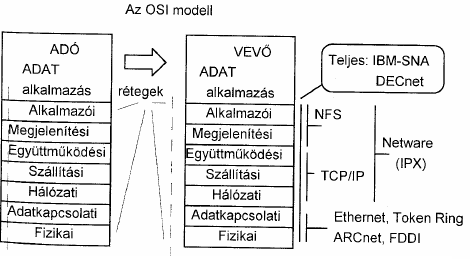 Az OSI modell
ADÓ
ADAT
alkalmazás
Alkalmazói
Megjelenítési
Együttműködési
Szállítási
Hálózati
Adatkapcsolati
Fizikai
rétegek
VEVŐ
ADAT
alkalmazás
Alkalmazói
Megjelenítési
Együttműködési
Szállítási
Hálózati
Adatkapcsolati
Fizikai
Teljes: IBM-SNA
DECnet
NFS
TCP/IP
Netware
(IPX)
Ethernet, Token Ring
ARCnet, FDDI